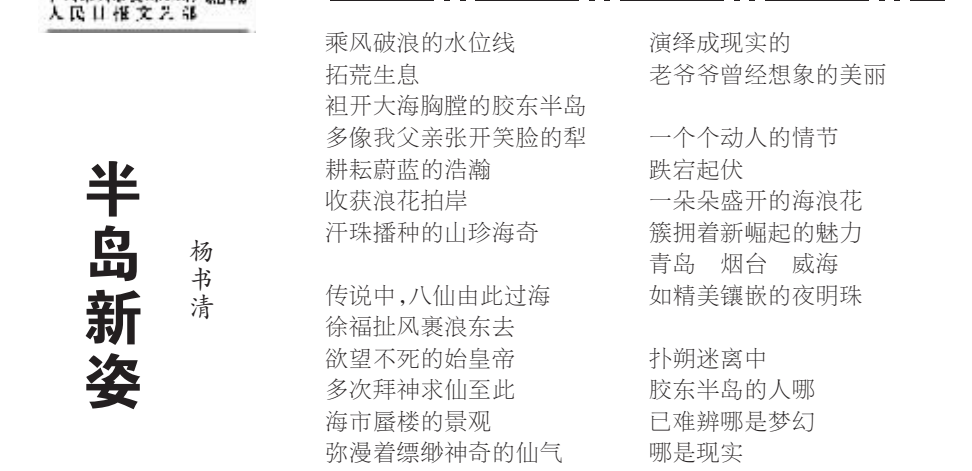 人民日报文艺部
半岛新姿
杨书清
乘风破浪的水位线
拓荒生息
袒开大海胸膛的胶东半岛
多像我父亲张开笑脸的犁
耕耘蔚蓝的浩瀚
收获浪花拍岸
汗珠播种的山珍海奇
传说中,八仙由此过海
徐福扯风裹浪东去
欲望不死的始皇帝
多次拜神求仙至此
海市蜃楼的景观
弥漫着缥缈神奇的仙气
演绎成现实的
老爷爷曾经想象的美丽
一个个动人的情节
跌宕起伏
一朵朵盛开的海浪花
簇拥着新崛起的魅力
青岛　烟台　威海
如精美镶嵌的夜明珠
扑朔迷离中
胶东半岛的人哪
已难辨哪是梦幻
哪是现实